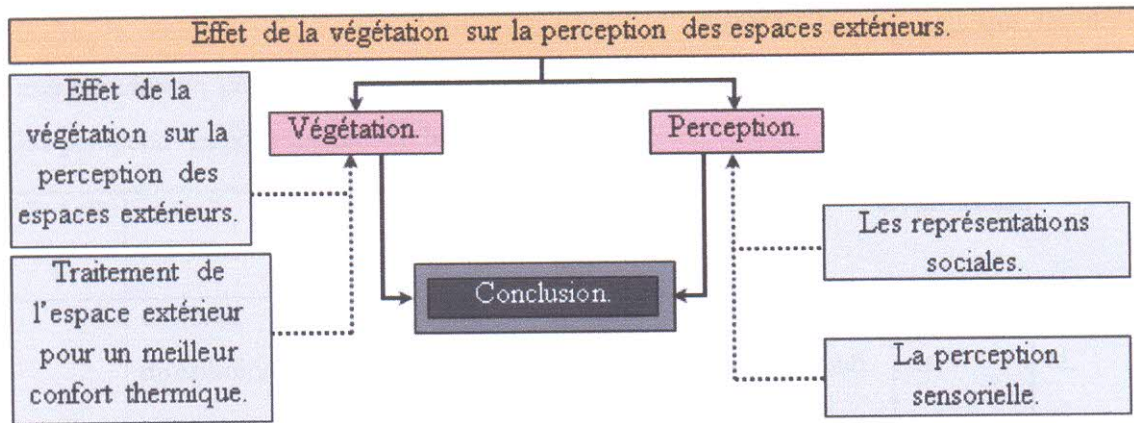 Effet de la végétation sur la perception des espaces extérieurs.
Effet de la
végétation sur la
perception des
espaces extérieurs.
Végétation.
Perception.
Traitement de
l'espace extérieur
pour un meilleur
confort thermique.
Conclusion.
Les représentations
sociales.
La perception
sensorielle.